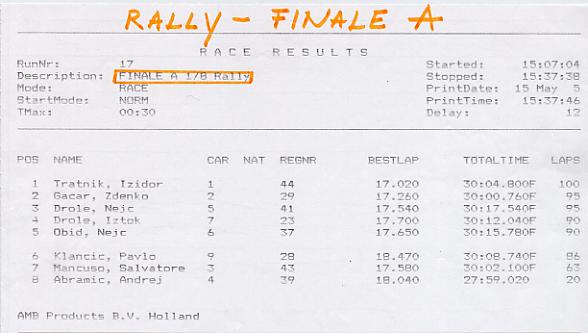 RALLY - FINALE A
RACE RESULTS
RunNr: 17 Started: 15:07:04
Description: FINALE A 1/8 Rally Stopped: 15:37:38
Mode: RACE PrintDate: 15 May 5
StartMode: NORM PrintTime: 15:37:46
TMax: 00:30 Delay: 12
POS NAME CAR NAT REGNR BESTLAP TOTALTIME LAPS
1 Tratnik, Izidor 1 44 17.020 30:04.800F 100
2 Gacar, Zdenko 2 29 17.260 30:00.760F 95
3 Drole, Nejc 5 41 17.540 30:17.540F 95
4 Drole, Iztok 7 23 17.700 30:12.040F 90
5 Obid, Nejc 6 37 17.650 30:15.780F 90
6 Klancic, Pavlo 9 28 18.470 30:08.740F 86
7 Mancuso, Salvatore 3 43 17.580 30:02.100F 63
8 Abramic, Andrej 4 39 18.040 27:59.020 20
AMB Products B.V. Holland